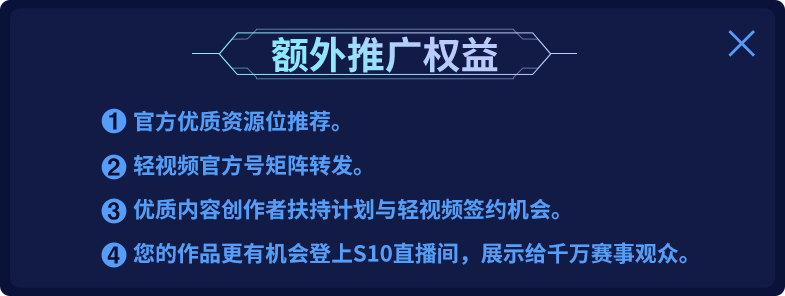 额外推广权益
1 官方优质资源位推荐。
2 轻视频官方号矩阵转发。
3 优质内容创作者扶持计划与轻视频签约机会。
4 您的作品更有机会登上S10直播间，展示给千万赛事观众。